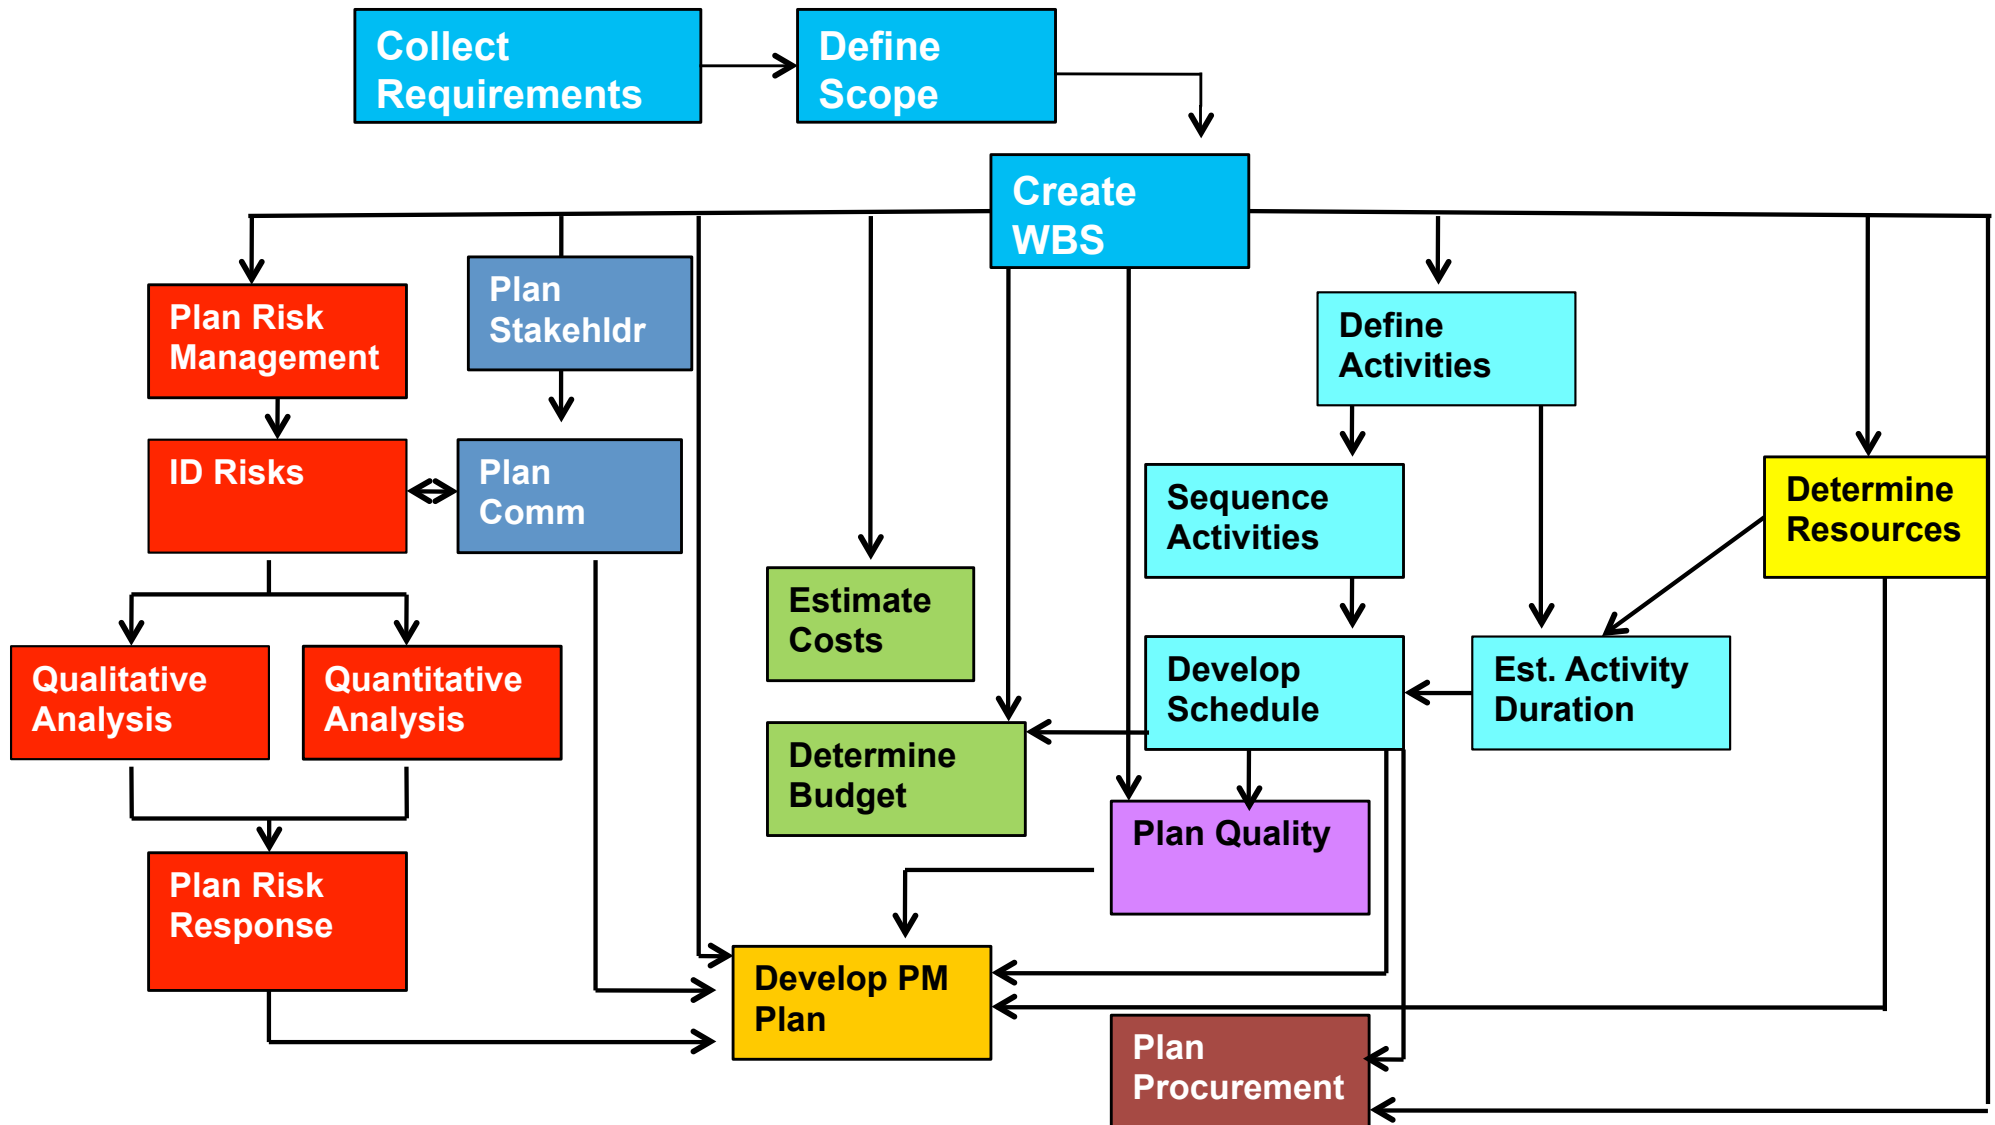 Collect
Requirements
Define
Scope
Create
WBS
Plan Risk
Management
Plan
Stakehldr
Define
Activities
ID Risks
Plan
Comm
Sequence
Activities
Determine
Resources
Estimate
Costs
Qualitative
Analysis
Quantitative
Analysis
Develop
Schedule
Est. Activity
Duration
Determine
Budget
Plan Quality
Plan Risk
Response
Develop PM
Plan
Plan
Procurement